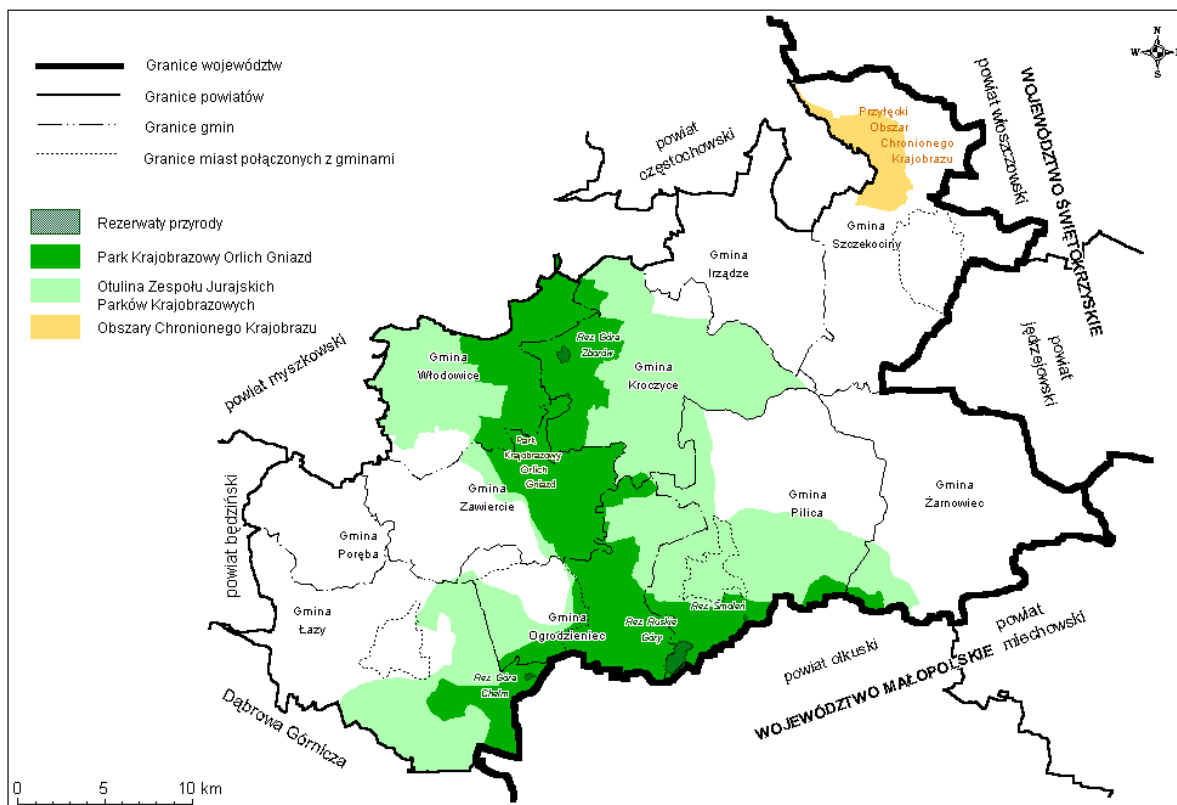 Granice województw
Granice powiatów
Granice gmin
Granice miast połączonych z gminami
Rezerwaty przyrody
Park Krajobrazowy Orlich Gniazd
Otulina Zespołu Jurajskich
Parków Krajobrazowych
Obszary Chronionego Krajobrazu
N
W
S
powiat
częstochowski
Przyłęcki
Obszar
Chronionego
Krajobrazu
powiat włoszczowski
WOJEWÓDZTWO ŚWIĘTOKRZYSKIE
Gmina
Szczekociny
Gmina
Irządze
powiat
jędrzejowski
powiat myszkowski
Gmina
Włodowice
Rez. Góra
Zborów
Gmina
Kroczyce
Park
Krajobrazowy
Orlich
Gniazd
Gmina
Zawiercie
Gmina
Pilica
Gmina
Żarnowiec
powiat będziński
Gmina
Poręba
Gmina
Łazy
Gmina
Ogrodzieniec
Rez. Ruskie
Góry
Rez. Smoleń
Rez. Góra
Chełm
powiat
miechowski
powiat olkuski
WOJEWÓDZTWO MAŁOPOLSKIE
Dąbrowa Górnicza
0 5 10 km